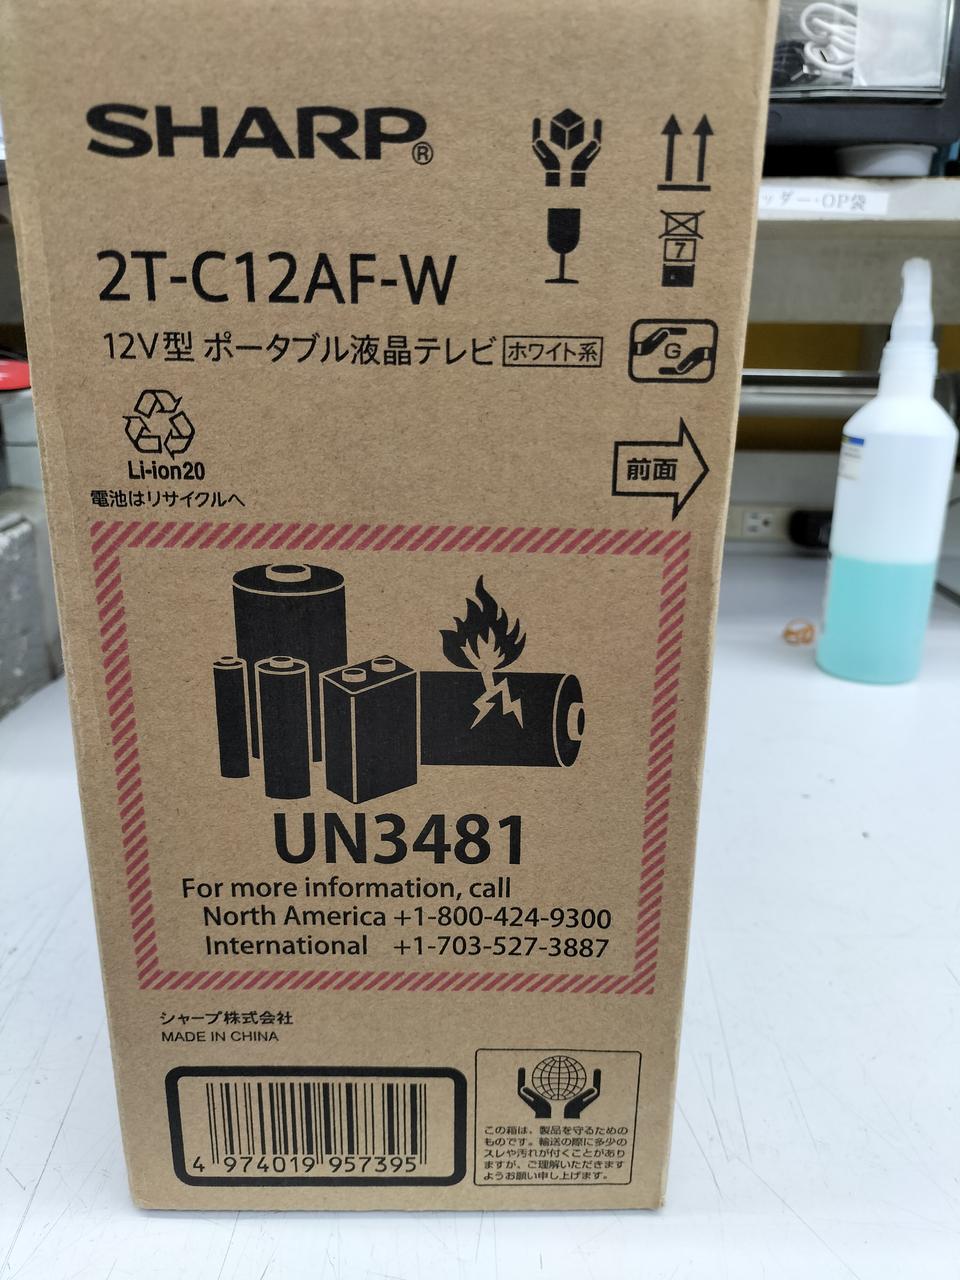 SHARP®
2T-C12AF-W
12V型 ポータブル液晶テレビ ホワイト系
7
G
Li-ion20
電池はリサイクルへ
前面
UN3481
For more information, call
North America +1-800-424-9300
International +1-703-527-3887
シャープ株式会社
MADE IN CHINA
4 974019 957395
この箱は、製品を守るための
ものです。輸送の際に多少の
スレや汚れが付くことがあり
ますが、ご理解いただきます
ようお願い申し上げます。
ッダー・OP袋